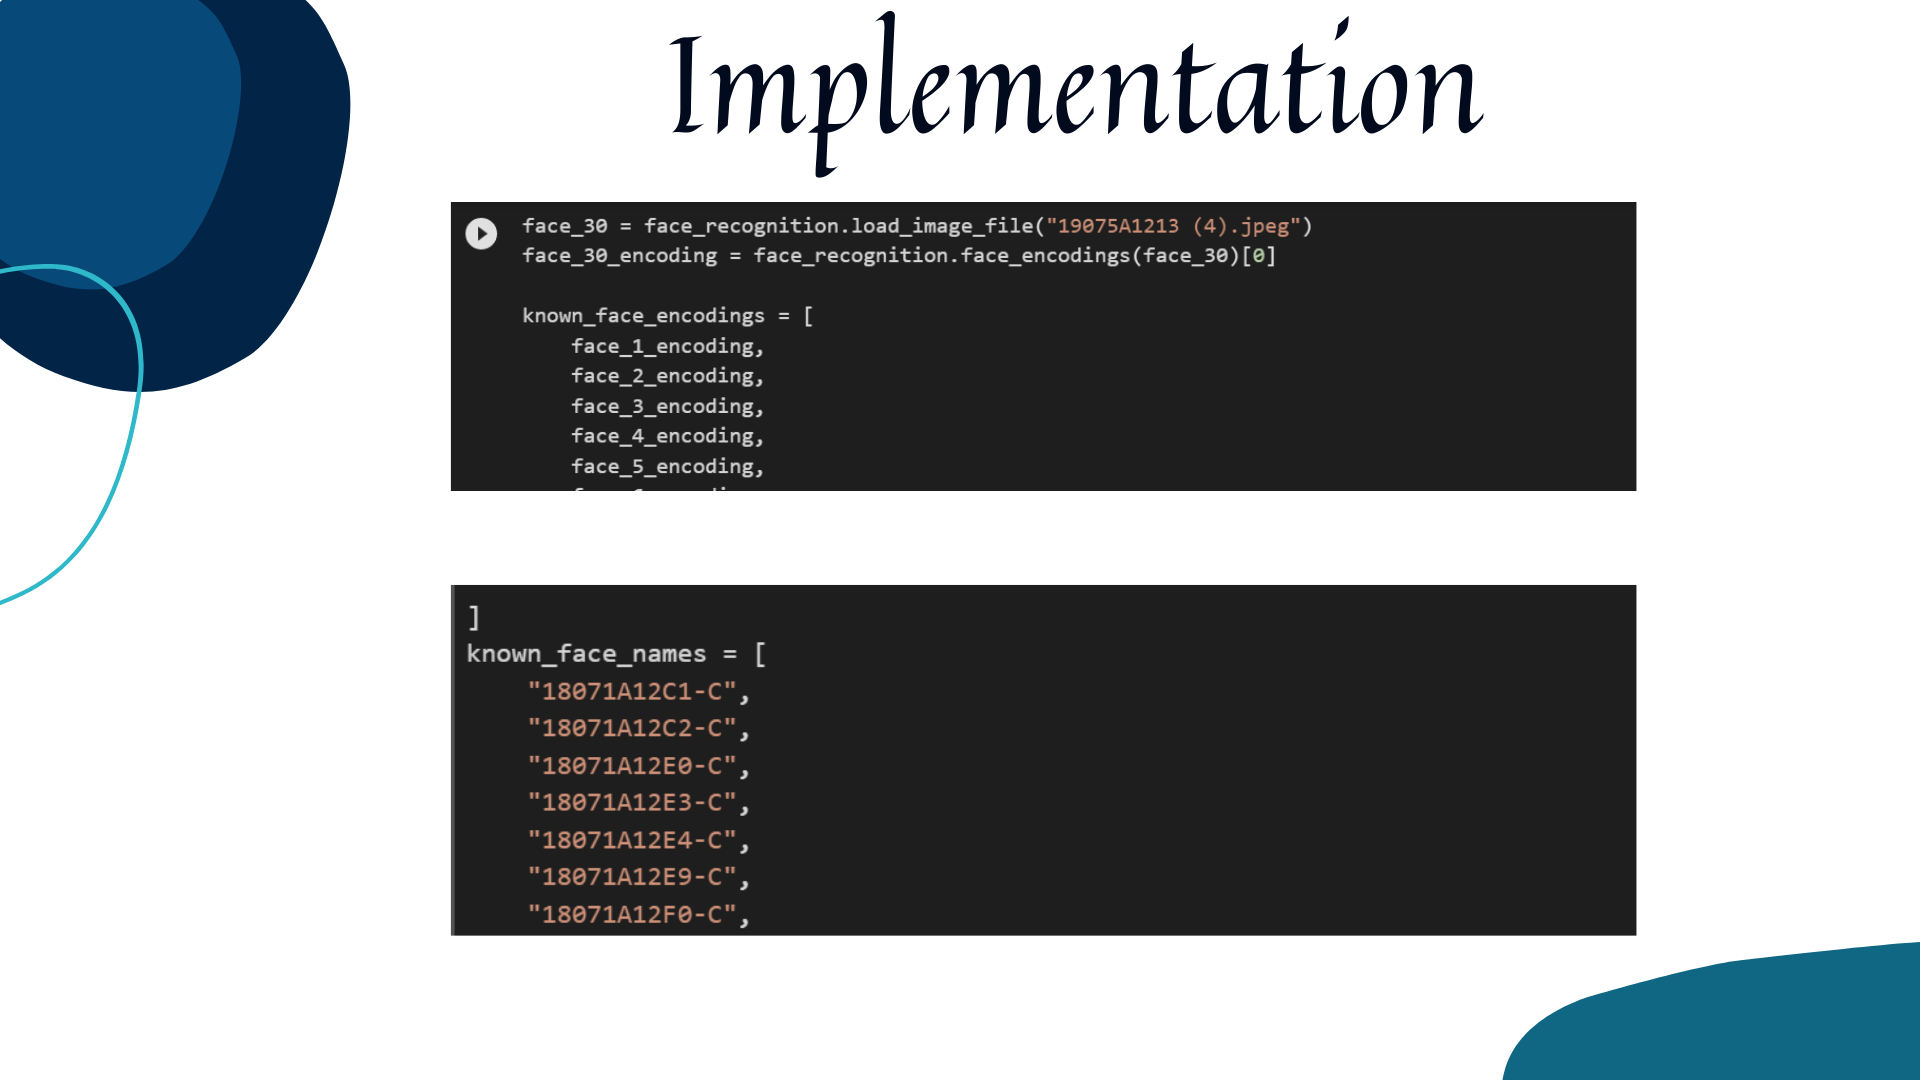 Implementation
face_30 = face_recognition.load_image_file("19075A1213 (4).jpeg")
face_30_encoding = face_recognition.face_encodings(face_30)[0]
known_face_encodings = [
face_1_encoding,
face_2_encoding,
face_3_encoding,
face_4_encoding,
face_5_encoding,
]
known_face_names = [
"18071A12C1-C",
"18071A12C2-C",
"18071A12E0-C",
"18071A12E3-C",
"18071A12E4-C",
"18071A12E9-C",
"18071A12F0-C",